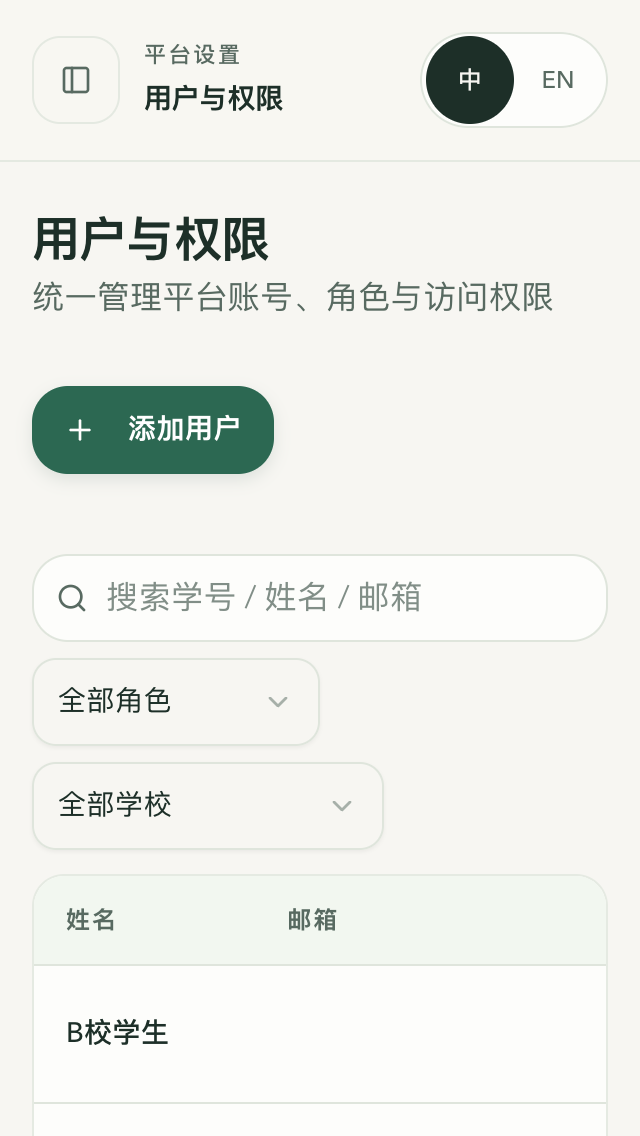 平台设置
用户与权限
中
EN
用户与权限
统一管理平台账号、角色与访问权限
添加用户
搜索学号 / 姓名 / 邮箱
全部角色
全部学校
姓名 邮箱
B校学生